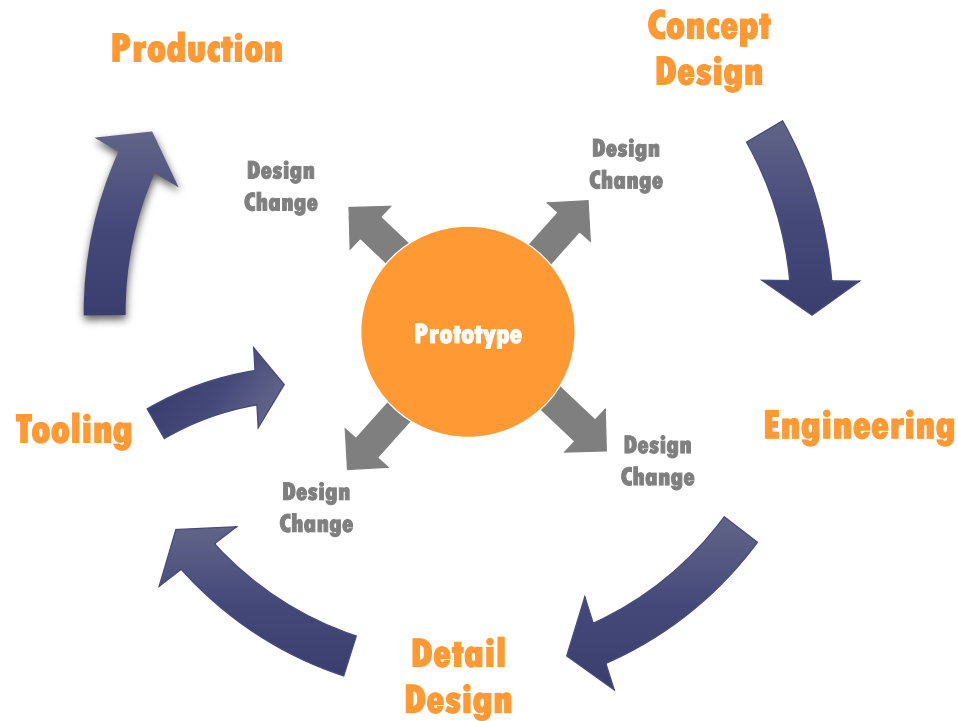 Production
Concept
Design
Design
Change
Design
Change
Prototype
Tooling
Engineering
Design
Change
Design
Change
Detail
Design